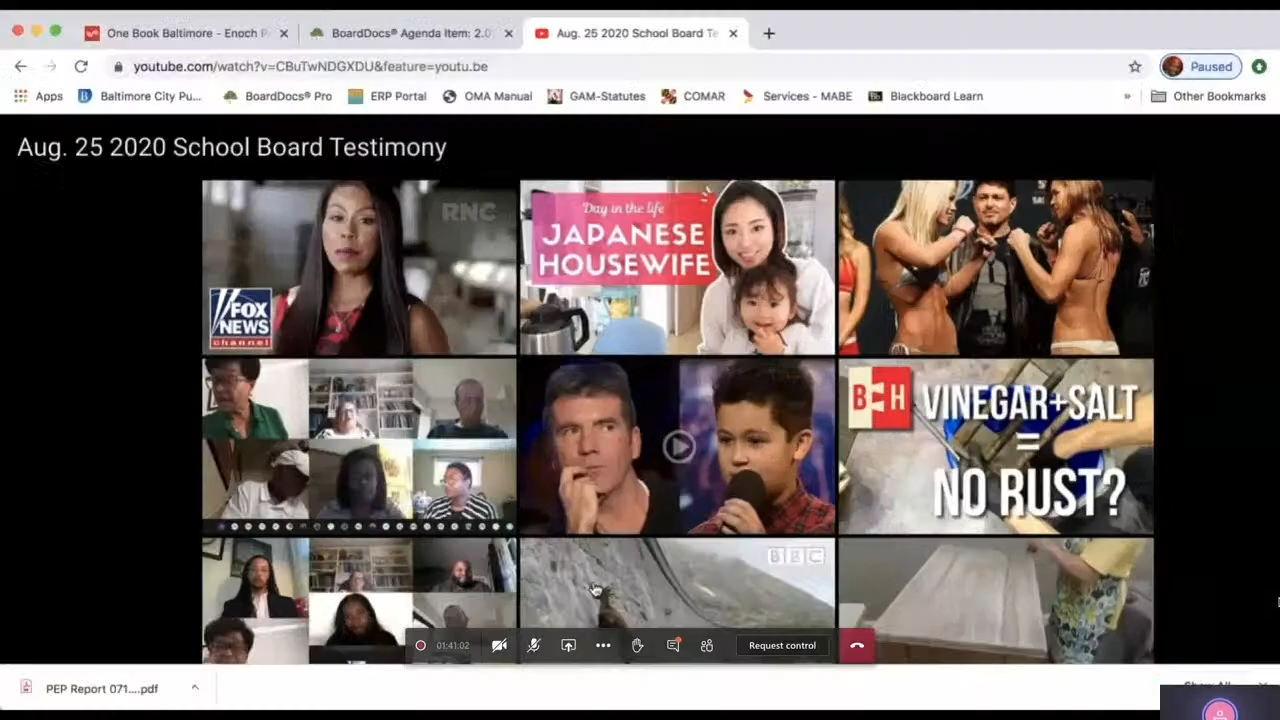 One Book Baltimore - Enoch P
BoardDocs® Agenda Item: 2.0
Aug. 25 2020 School Board Te
youtube.com/watch?v=CBuTwNDGXDU&feature=youtu.be
Paused
Apps
Baltimore City Pu...
BoardDocs® Pro
ERP Portal
OMA Manual
GAM-Statutes
COMAR
Services - MABE
Blackboard Learn
»
Other Bookmarks
Aug. 25 2020 School Board Testimony
RNC
FOX
NEWS
channel
Day in the life
JAPANESE
HOUSEWIFE
BEH
VINEGAR+SALT
=
NO RUST?
BBC
01:41:02
Request control
PEP Report 071....pdf